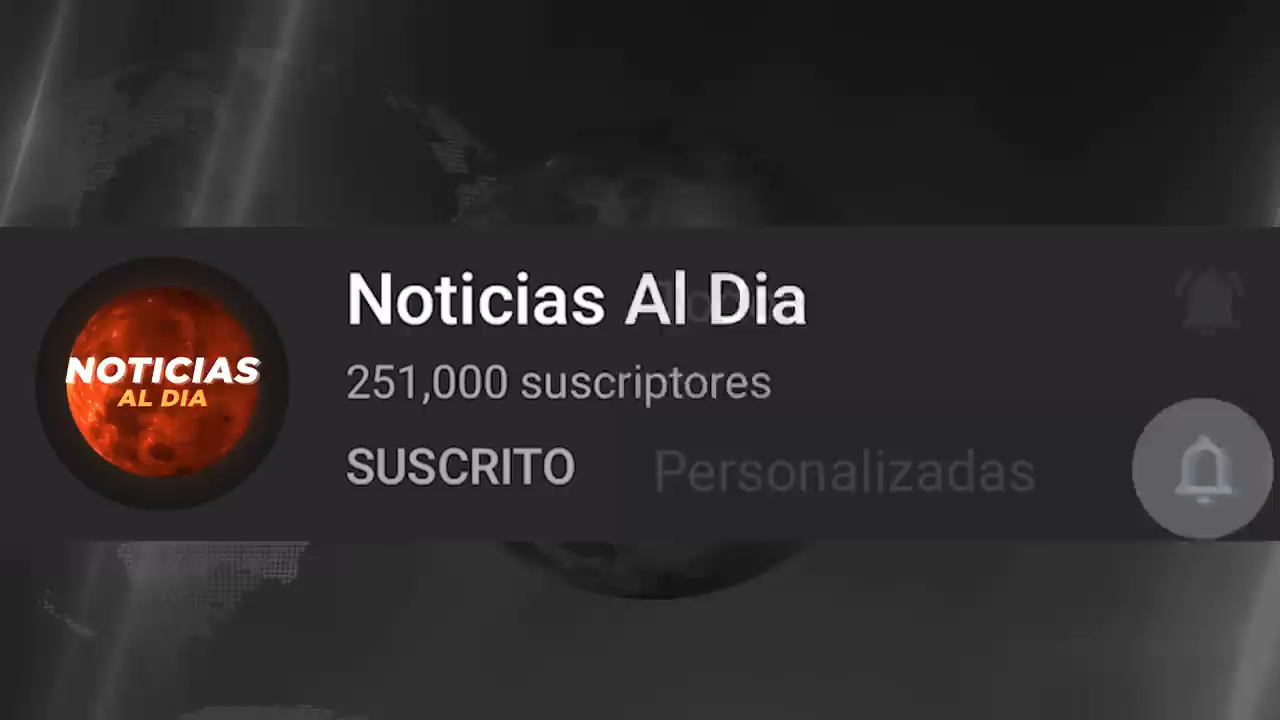 NOTICIAS
AL DIA
Noticias Al Dia
251,000 suscriptores
SUSCRITO
Personalizadas